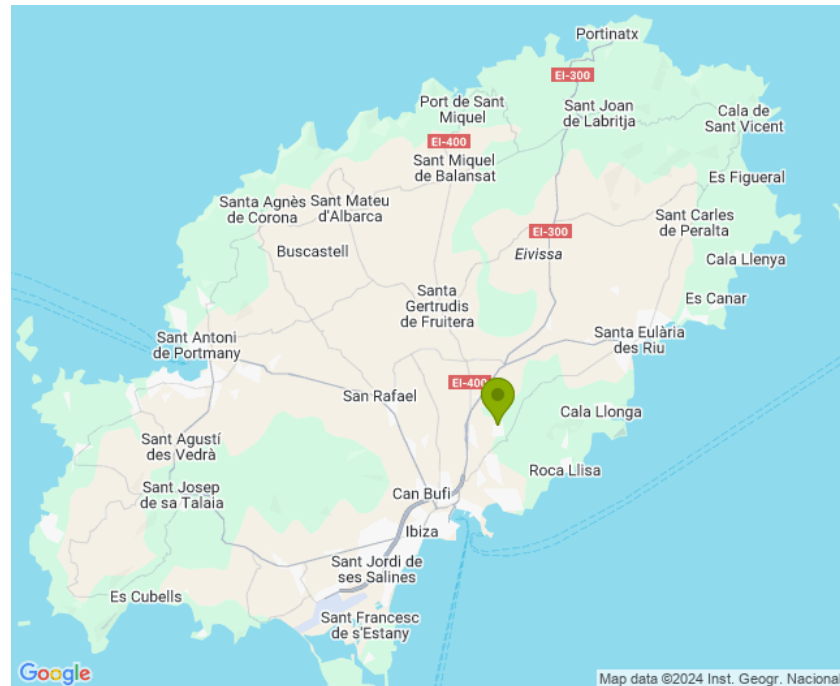 Portinatx
EI-300
Port de Sant
Miquel
Sant Joan
de Labritja
Cala de
Sant Vicent
EI-400
Sant Miquel
de Balansat
Es Figueral
Santa Agnès
de Corona
Sant Mateu
d'Albarca
Sant Carles
de Peralta
EI-300
Buscastell
Eivissa
Cala Llenya
Santa
Gertrudis
de Fruitera
Es Canar
Sant Antoni
de Portmany
Santa Eulària
des Riu
EI-400
San Rafael
Cala Llonga
Sant Agustí
des Vedrà
Roca Llisa
Sant Josep
de sa Talaia
Can Bufi
Ibiza
Sant Jordi de
ses Salines
Es Cubells
Sant Francesc
de s'Estany
Google
Map data ©2024 Inst. Geogr. Nacional